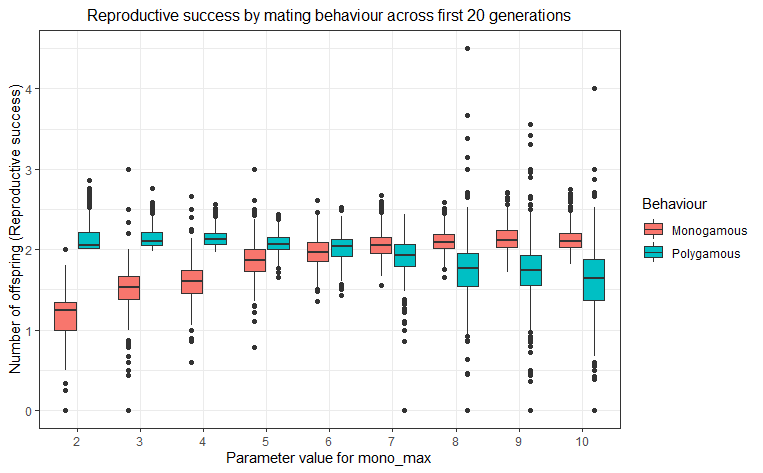 Reproductive success by mating behaviour across first 20 generations
Number of offspring (Reproductive success)
4
3
2
1
0
2 3 4 5 6 7 8 9 10
Parameter value for mono_max
Behaviour
Monogamous
Polygamous